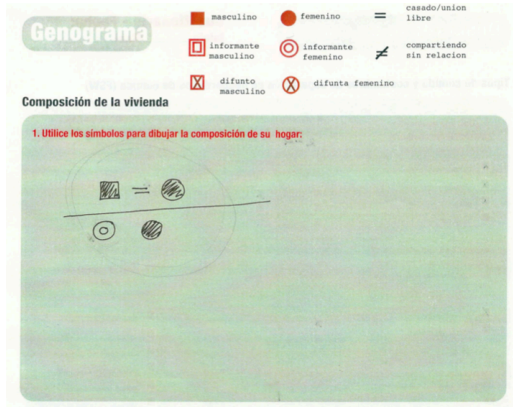 Genograma
masculino
femenino
=
casado/union
libre
informante
masculino
informante
femenino
≠
compartiendo
sin relacion
difunto
masculino
difunta femenino
Composición de la vivienda
1. Utilice los símbolos para dibujar la composición de su hogar:
=